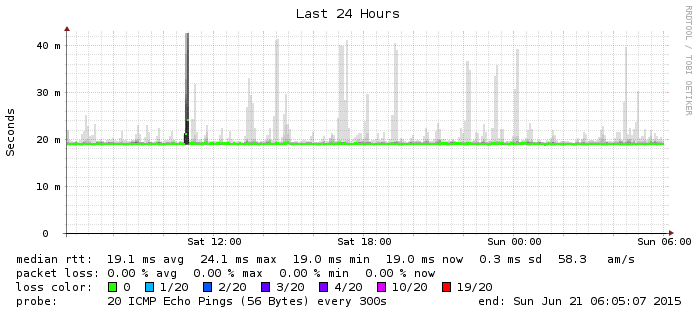 Last 24 Hours
RRDTOOL / TOBI OETIKER
Seconds
40 m
30 m
20 m
10 m
0
Sat 12:00 Sat 18:00 Sun 00:00 Sun 06:00
median rtt: 19.1 ms avg 24.1 ms max 19.0 ms min 19.0 ms now 0.3 ms sd 58.3 am/s
packet loss: 0.00 % avg 0.00 % max 0.00 % min 0.00 % now
loss color: 0 1/20 2/20 3/20 4/20 10/20 19/20
probe: 20 ICMP Echo Pings (56 Bytes) every 300s end: Sun Jun 21 06:05:07 2015